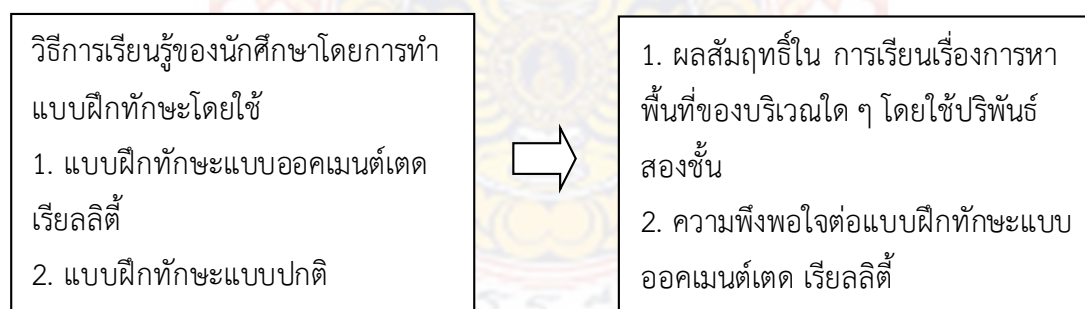 วิธีการเรียนรู้ของนักศึกษาโดยการทำ
แบบฝึกทักษะโดยใช้
1. แบบฝึกทักษะแบบออคเมนต์เตด
เรียลลิตี้
2. แบบฝึกทักษะแบบปกติ
1. ผลสัมฤทธิ์ใน การเรียนเรื่องการหา
พื้นที่ของบริเวณใด ๆ โดยใช้ปริพันธ์
สองชั้น
2. ความพึงพอใจต่อแบบฝึกทักษะแบบ
ออคเมนต์เตด เรียลลิตี้